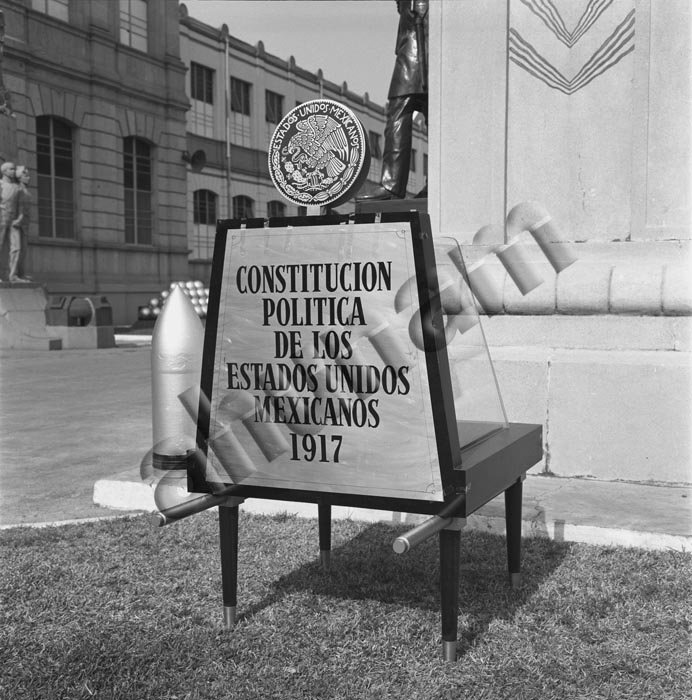 ESTADOS UNIDOS MEXICANOS
CONSTITUCION
POLITICA
DE LOS
ESTADOS UNIDOS
MEXICANOS
1917